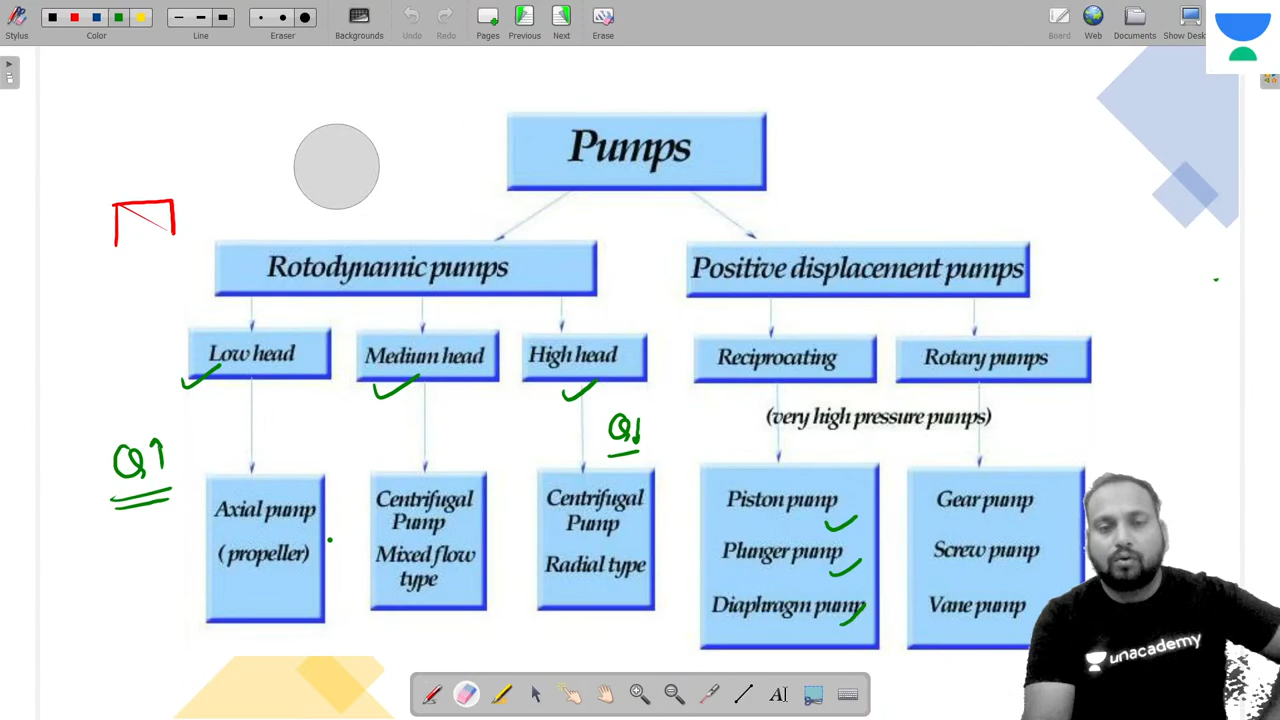 Stylus
Color
Line
Eraser
Backgrounds
Undo
Redo
Pages
Previous
Next
Erase
Board
Web
Documents
Show Desk
Pumps
Rotodynamic pumps
Positive displacement pumps
Low head
Medium head
High head
Reciprocating
Rotary pumps
(very high pressure pumps)
Q↑
Q↓
Axial pump
(propeller)
Centrifugal
Pump
Mixed flow
type
Centrifugal
Pump
Radial type
Piston pump
Plunger pump
Diaphragm pump
Gear pump
Screw pump
Vane pump
unacademy
AI